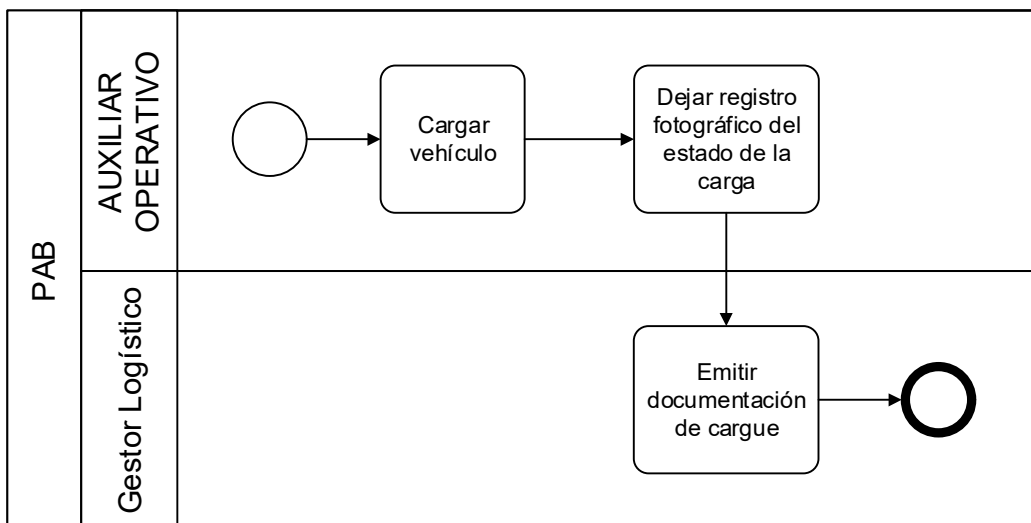 PAB
AUXILIAR
OPERATIVO
Cargar
vehículo
Dejar registro
fotográfico del
estado de la
carga
Gestor Logístico
Emitir
documentación
de cargue